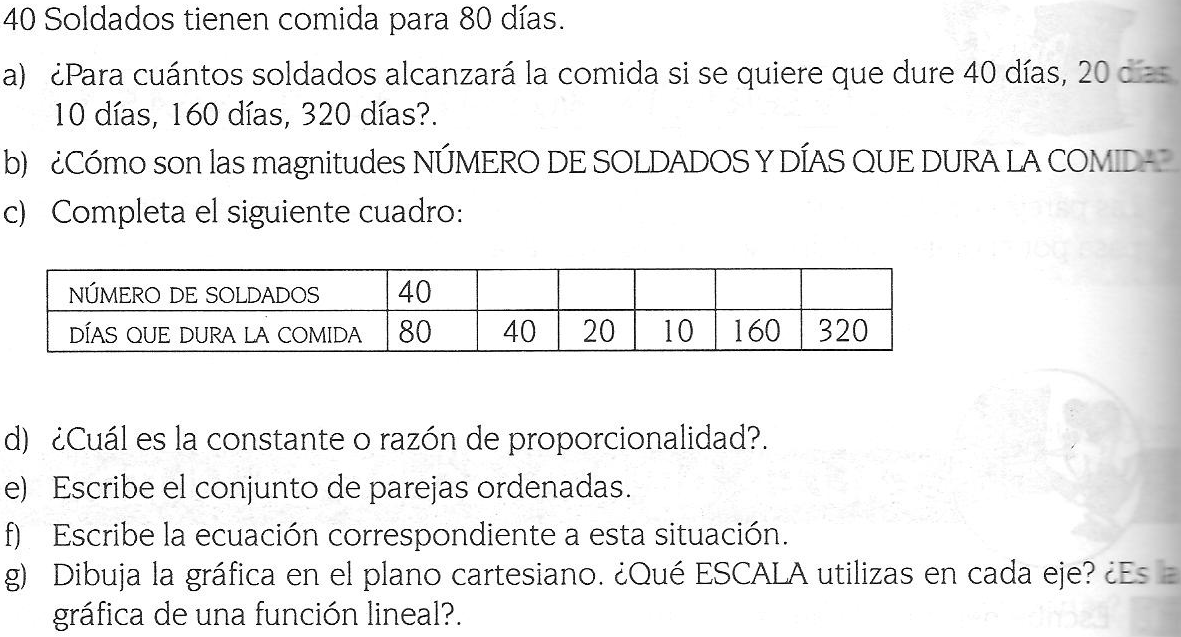 40 Soldados tienen comida para 80 días.
a) ¿Para cuántos soldados alcanzará la comida si se quiere que dure 40 días, 20 días,
10 días, 160 días, 320 días?.
b) ¿Cómo son las magnitudes NÚMERO DE SOLDADOS Y DÍAS QUE DURA LA COMIDA?
c) Completa el siguiente cuadro:
NÚMERO DE SOLDADOS 40
DÍAS QUE DURA LA COMIDA 80 40 20 10 160 320
d) ¿Cuál es la constante o razón de proporcionalidad?.
e) Escribe el conjunto de parejas ordenadas.
f) Escribe la ecuación correspondiente a esta situación.
g) Dibuja la gráfica en el plano cartesiano. ¿Qué ESCALA utilizas en cada eje? ¿Es la
gráfica de una función lineal?.